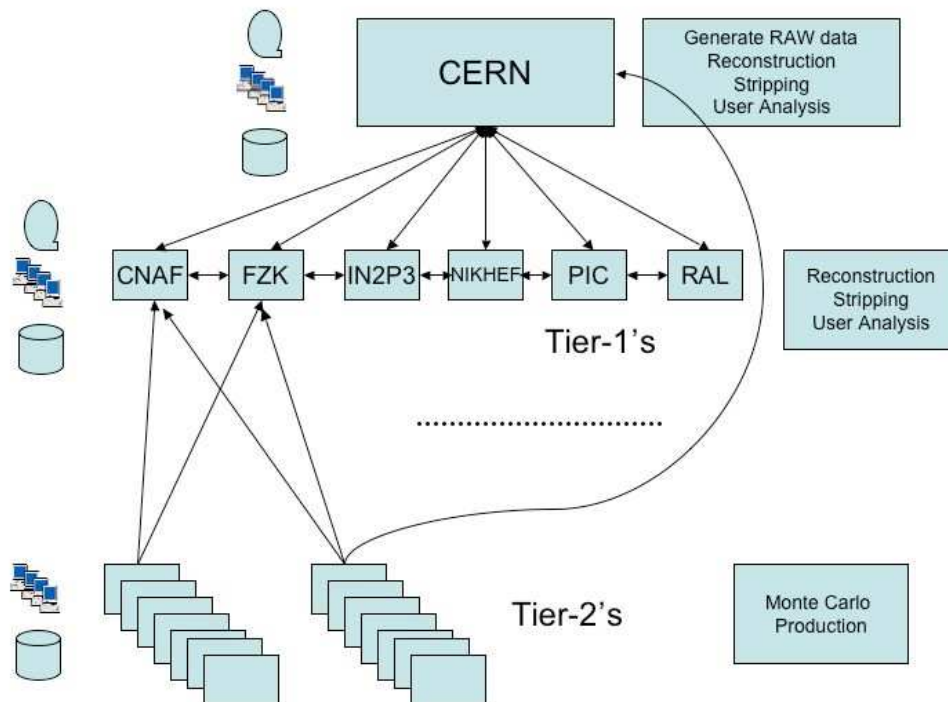 CERN
Generate RAW data
Reconstruction
Stripping
User Analysis
CNAF
FZK
IN2P3
NIKHEF
PIC
RAL
Reconstruction
Stripping
User Analysis
Tier-1's
Tier-2's
Monte Carlo
Production